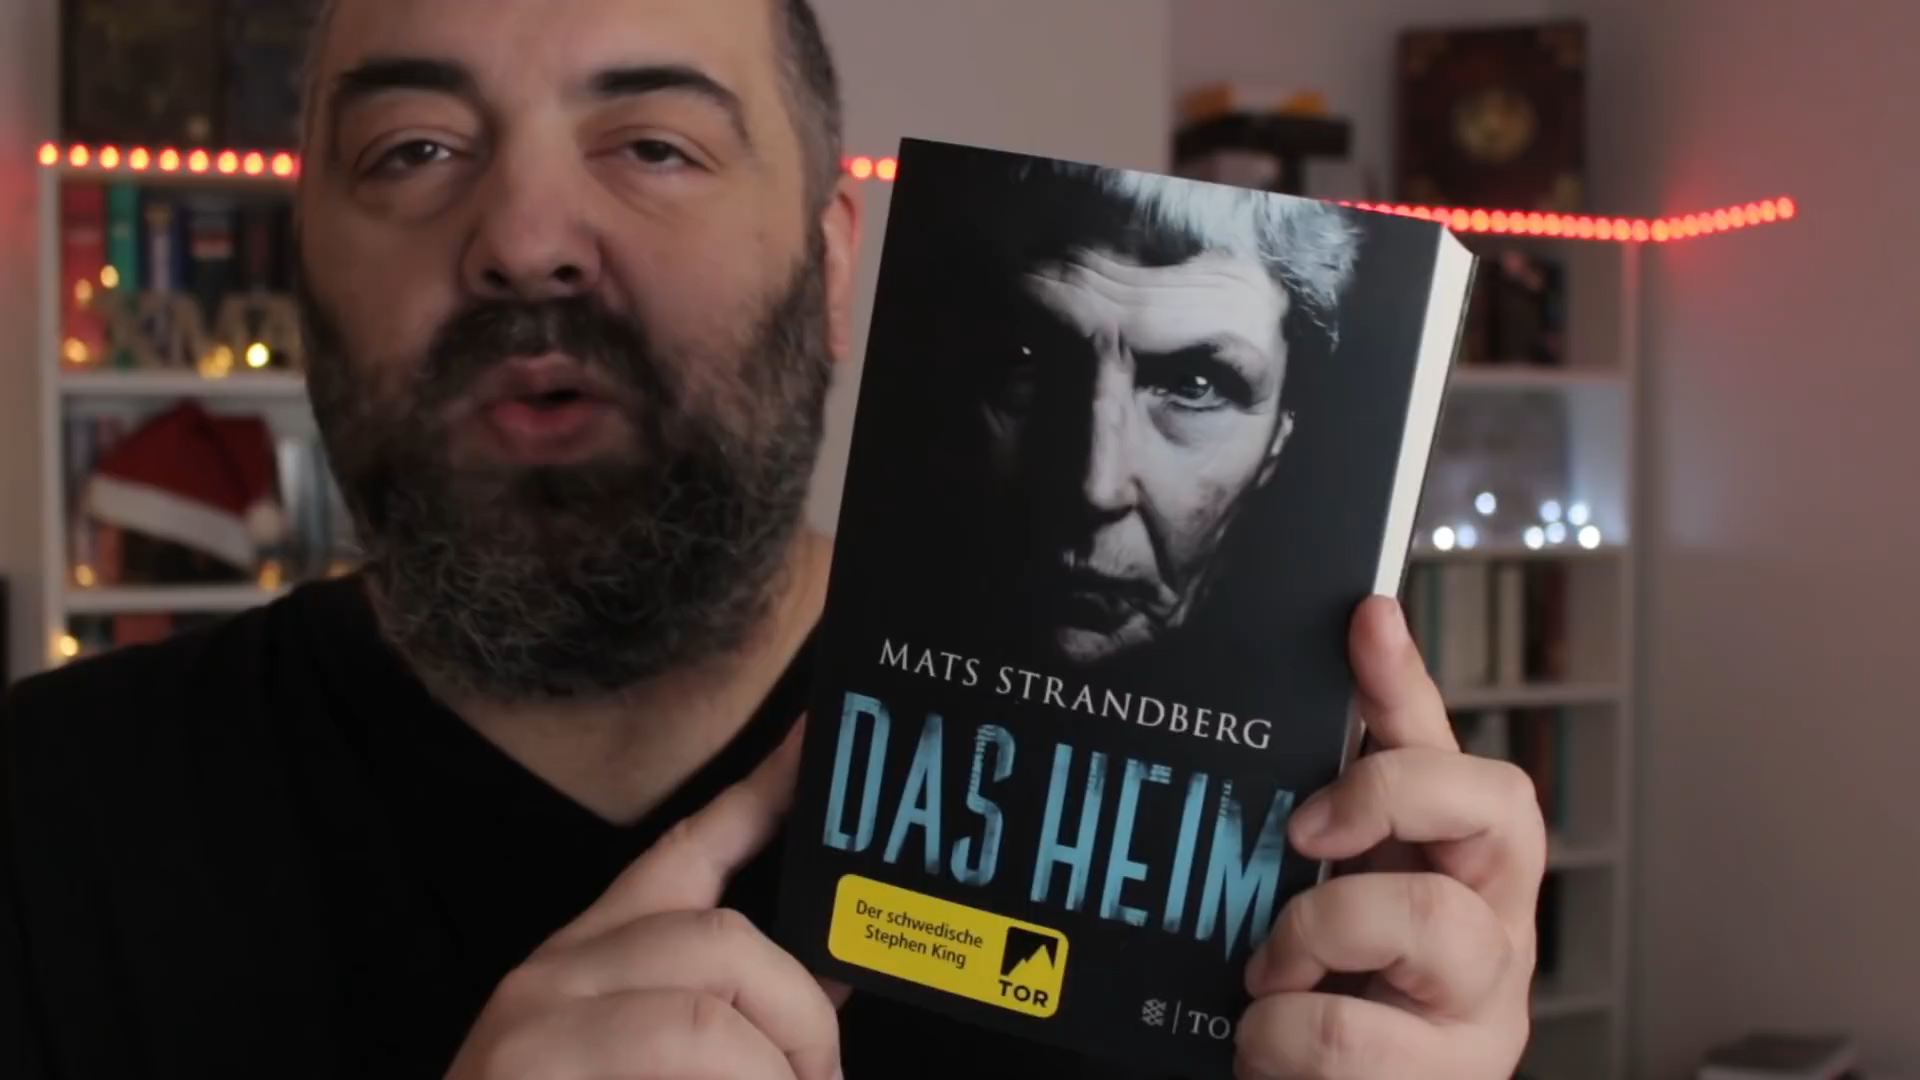 MATS STRANDBERG
DAS HEIM
Der schwedische
Stephen King
TOR
TO